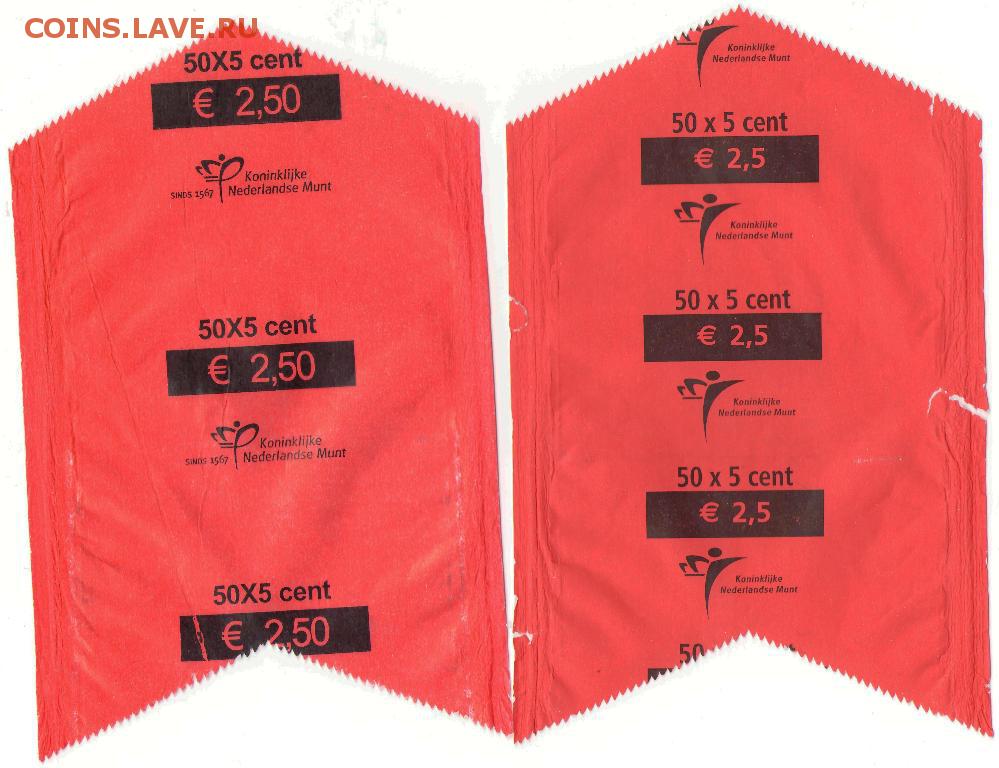 COINS.LAVE.RU
50X5 cent
€ 2,50
Koninklijke
SINDS 1567 Nederlandse Munt
50X5 cent
€ 2,50
Koninklijke
SINDS 1567 Nederlandse Munt
50X5 cent
€ 2,50
Koninklijke
Nederlandse Munt
50 x 5 cent
€ 2,5
Koninklijke
Nederlandse Munt
50 x 5 cent
€ 2,5
Koninklijke
Nederlandse Munt
50 x 5 cent
€ 2,5
Koninklijke
Nederlandse Munt
50